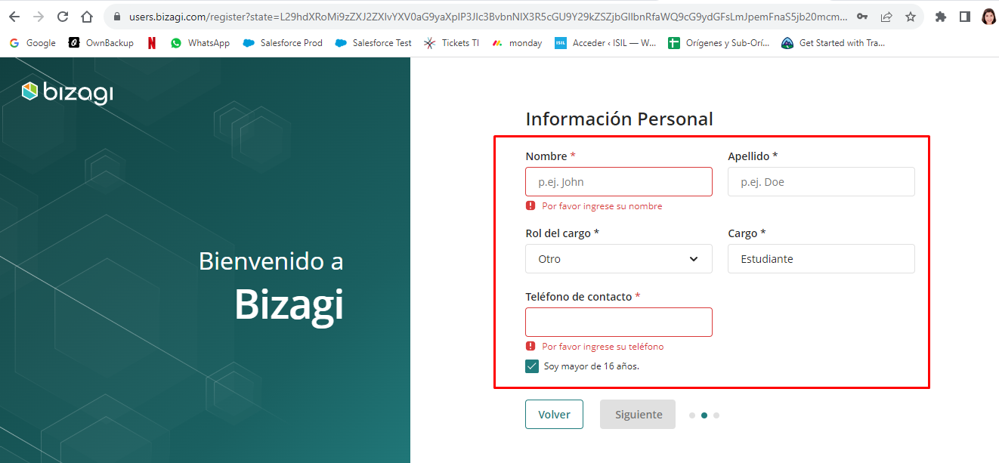 users.bizagi.com/register?state=L29hdXRoMi9zZXJ2ZXIvYXV0aG9yaXplP3Jlc3BvbnNlX3R5cGU9Y29kZSZjbGllbnRfaWQ9cG9ydGFsLmJpemFnaS5jb20mcm...
Google OwnBackup WhatsApp Salesforce Prod Salesforce Test Tickets TI monday ISIL Acceder ‹ ISIL — W... Orígenes y Sub-Orí... Get Started with Tra...
bizagi
Bienvenido a
Bizagi
Información Personal
Nombre * Apellido *
p.ej. John p.ej. Doe
Por favor ingrese su nombre
Rol del cargo * Cargo *
Otro Estudiante
Teléfono de contacto *
Por favor ingrese su teléfono
Soy mayor de 16 años.
Volver Siguiente